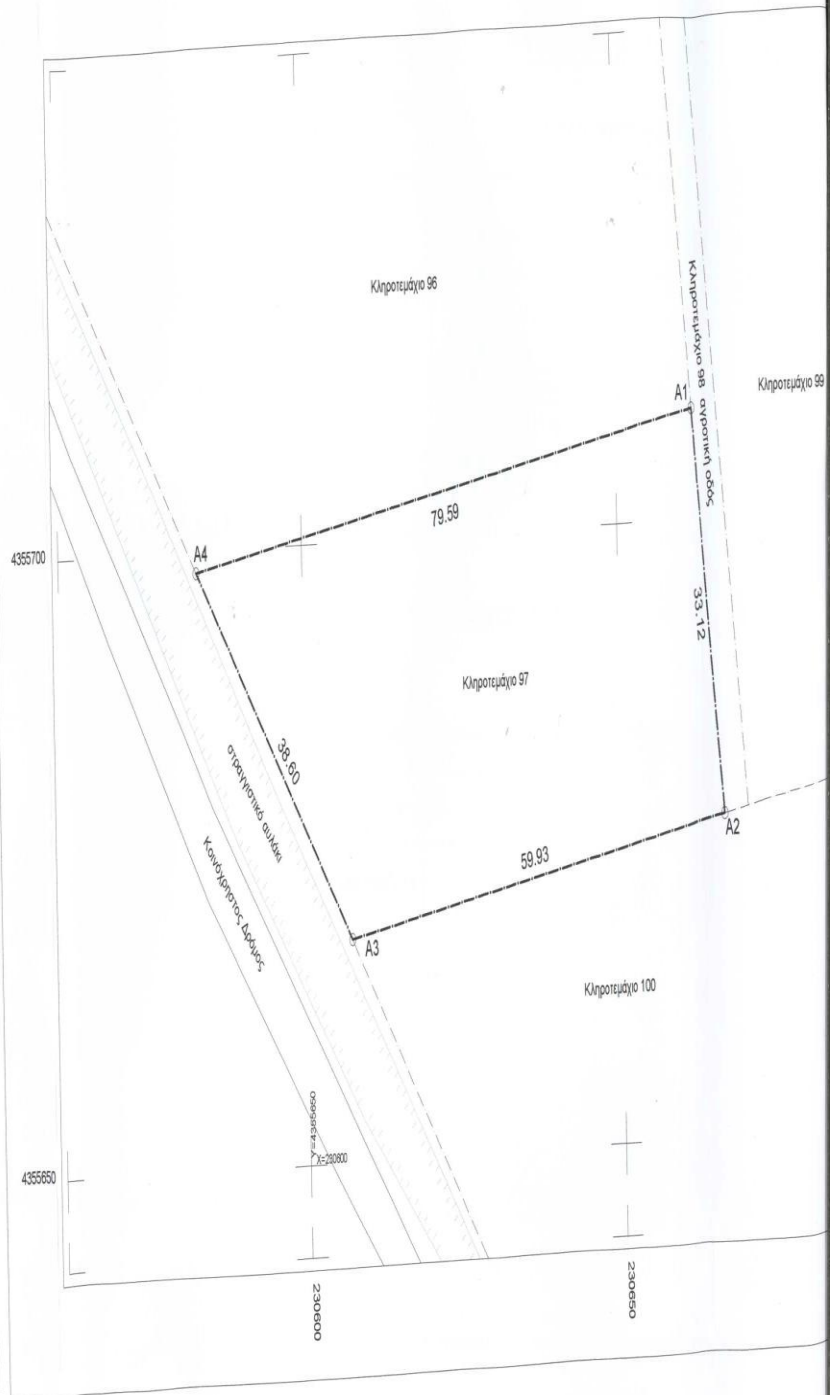 Κληροτεμάχιο 96
Κληροτεμάχιο 98 αγροτική οδός
Κληροτεμάχιο 99
A1
79.59
A4
4355700
33.12
Κληροτεμάχιο 97
38.60
στραγγιστικό αυλάκι
A2
59.93
Κοινόχρηστος Δρόμος
A3
Κληροτεμάχιο 100
Y=4355650
X=230600
4355650
230600
230650